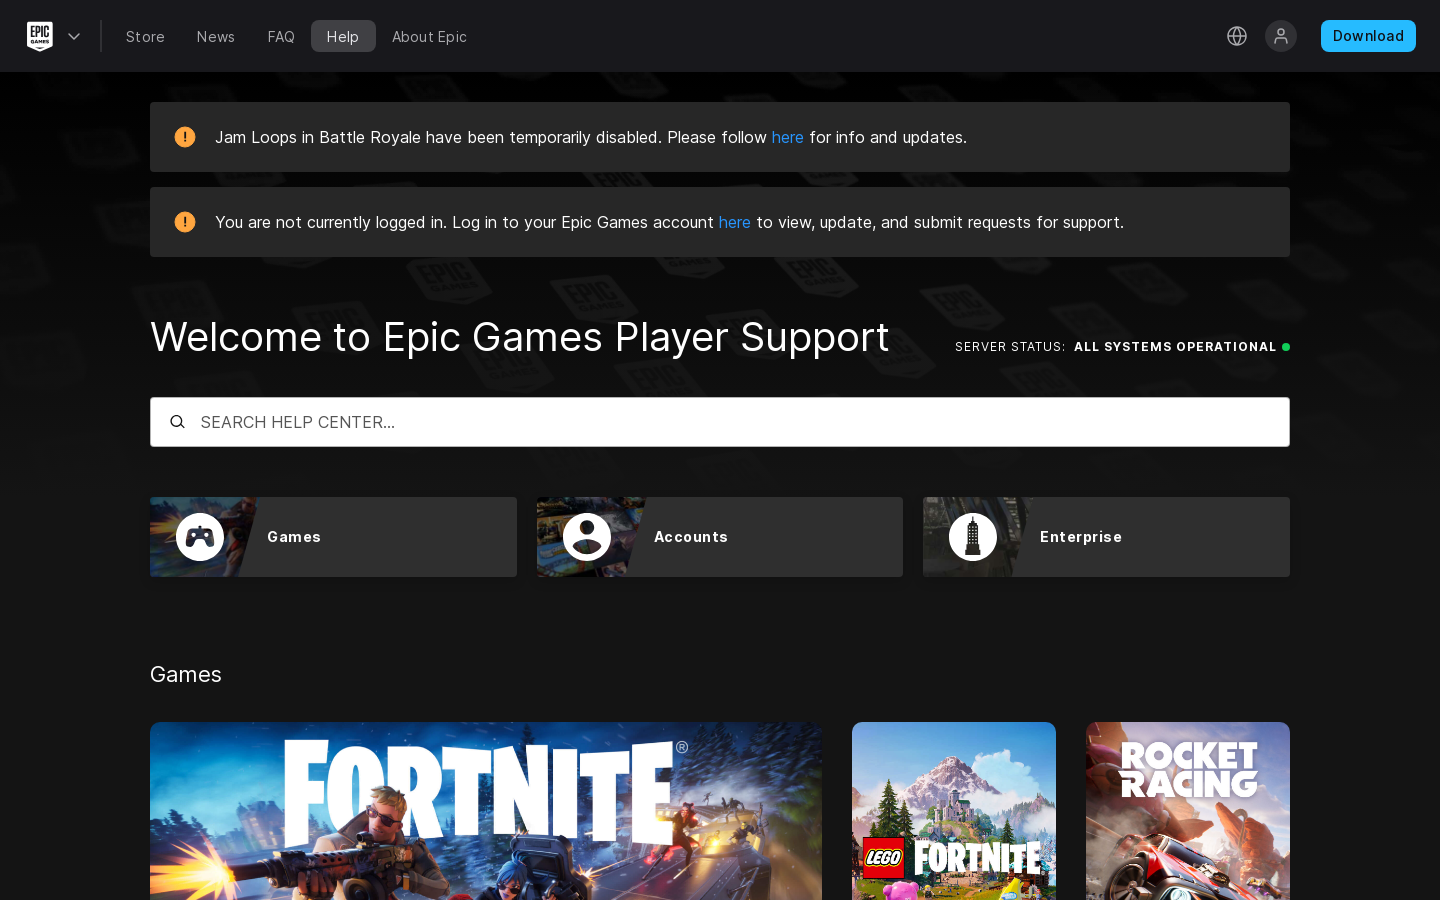 EPIC GAMES
Store
News
FAQ
Help
About Epic
Download
Jam Loops in Battle Royale have been temporarily disabled. Please follow here for info and updates.
You are not currently logged in. Log in to your Epic Games account here to view, update, and submit requests for support.
Welcome to Epic Games Player Support
SERVER STATUS: ALL SYSTEMS OPERATIONAL
SEARCH HELP CENTER...
Games
Accounts
Enterprise
Games
FORTNITE®
LEGO FORTNITE
ROCKET
RACING